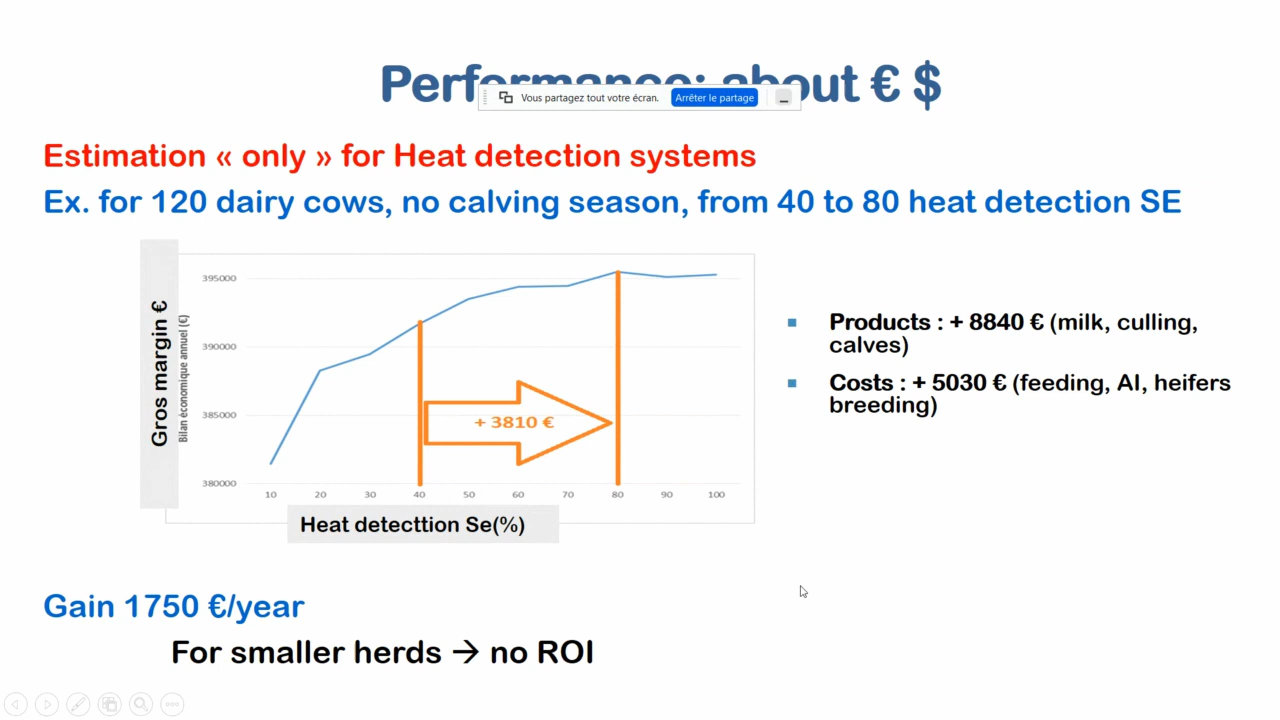 Performance: about € $
Vous partagez tout votre écran. Arrêter le partage
Estimation « only » for Heat detection systems
Ex. for 120 dairy cows, no calving season, from 40 to 80 heat detection SE
Gros margin €
Bilan économique annuel (€)
395000
390000
385000
380000
+ 3810 €
10 20 30 40 50 60 70 80 90 100
Heat detecttion Se(%)
Products : + 8840 € (milk, culling,
calves)
Costs : + 5030 € (feeding, AI, heifers
breeding)
Gain 1750 €/year
For smaller herds → no ROI